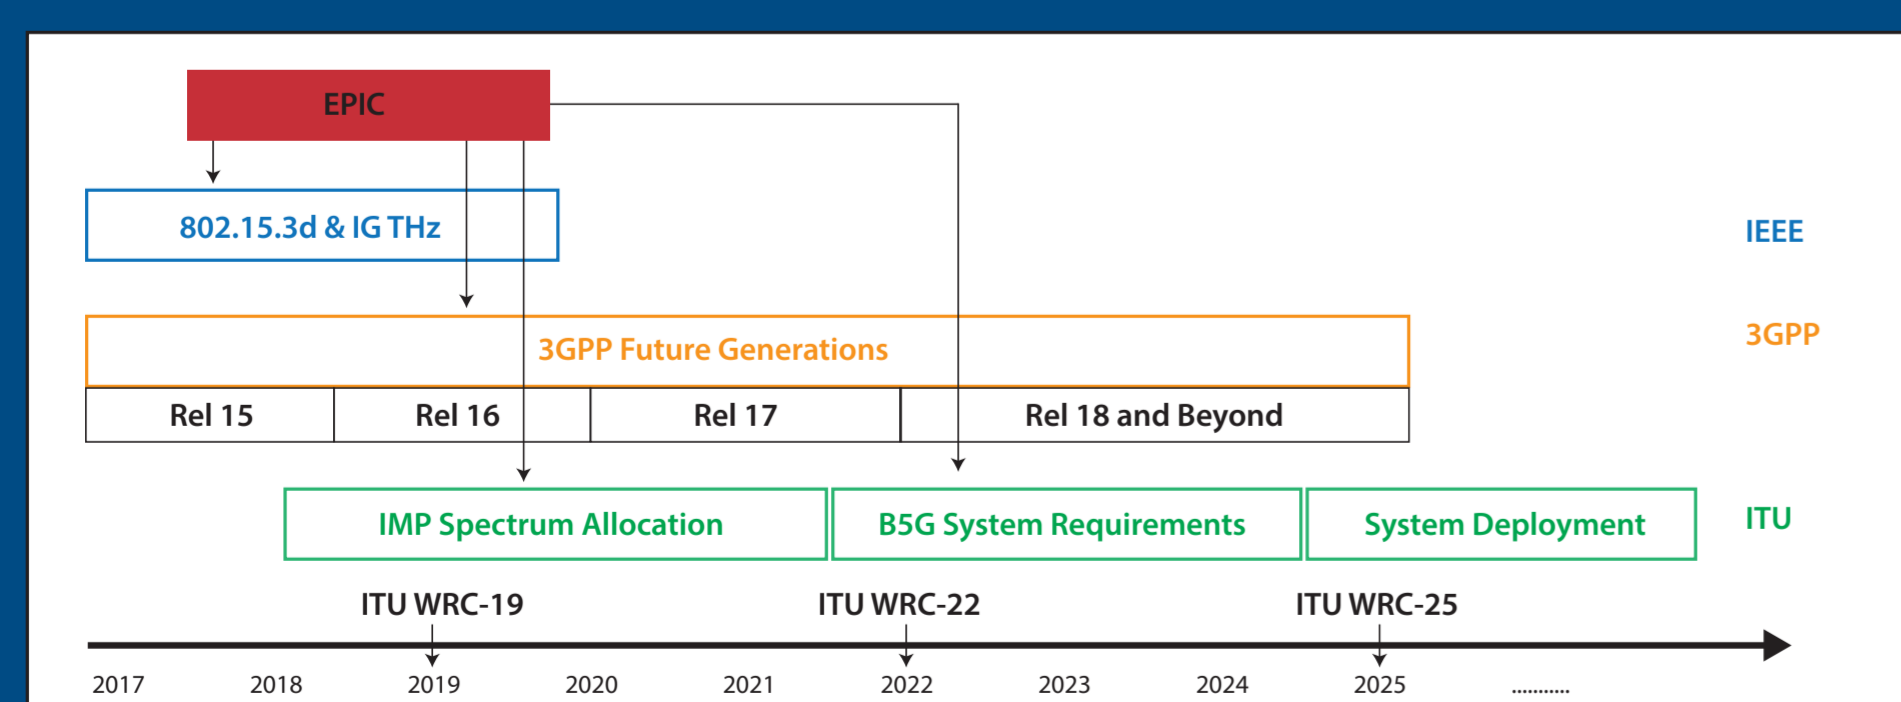 EPIC
802.15.3d & IG THz
IEEE
3GPP Future Generations
3GPP
Rel 15
Rel 16
Rel 17
Rel 18 and Beyond
IMP Spectrum Allocation
B5G System Requirements
System Deployment
ITU
ITU WRC-19
ITU WRC-22
ITU WRC-25
2017
2018
2019
2020
2021
2022
2023
2024
2025
...........